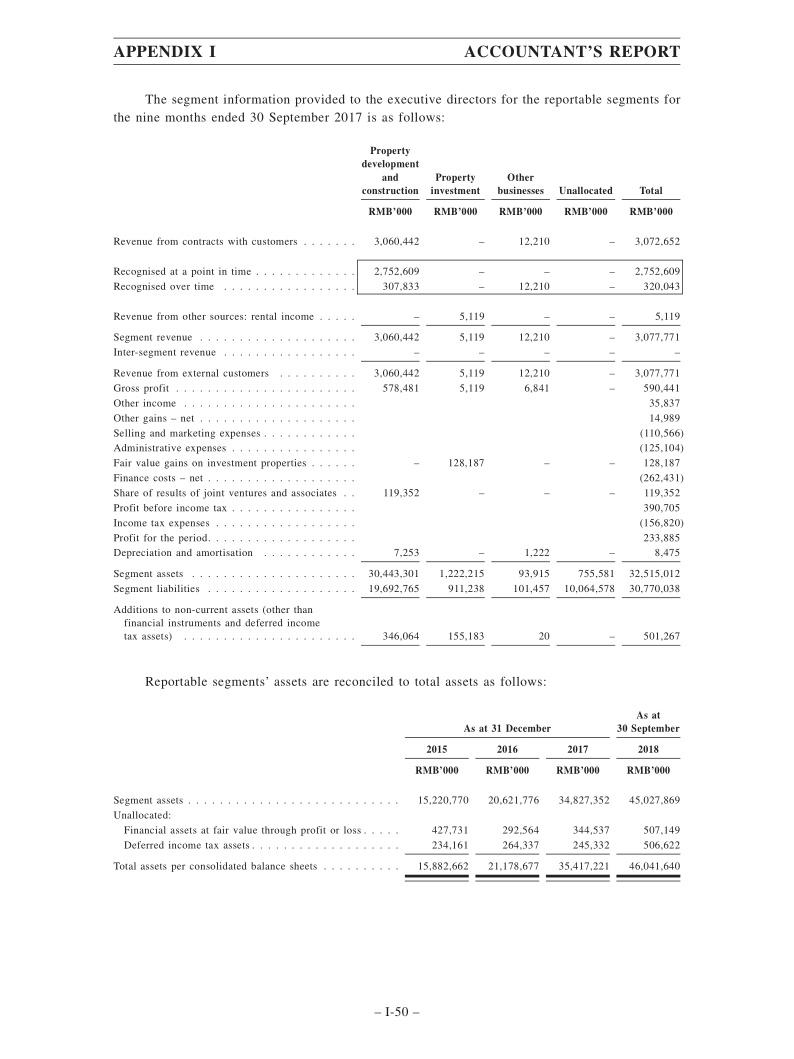 APPENDIX I ACCOUNTANT'S REPORT
The segment information provided to the executive directors for the reportable segments for
the nine months ended 30 September 2017 is as follows:
Property
development
and Property Other
construction investment businesses Unallocated Total
RMB'000 RMB'000 RMB'000 RMB'000 RMB'000
Revenue from contracts with customers . . . . . . . 3,060,442 – 12,210 – 3,072,652
Recognised at a point in time . . . . . . . . . . . . . 2,752,609 – – – 2,752,609
Recognised over time . . . . . . . . . . . . . . . . . 307,833 – 12,210 – 320,043
Revenue from other sources: rental income . . . . . – 5,119 – – 5,119
Segment revenue . . . . . . . . . . . . . . . . . . . . 3,060,442 5,119 12,210 – 3,077,771
Inter-segment revenue . . . . . . . . . . . . . . . . . – – – – –
Revenue from external customers . . . . . . . . . . 3,060,442 5,119 12,210 – 3,077,771
Gross profit . . . . . . . . . . . . . . . . . . . . . . . 578,481 5,119 6,841 – 590,441
Other income . . . . . . . . . . . . . . . . . . . . . . 35,837
Other gains – net . . . . . . . . . . . . . . . . . . . . 14,989
Selling and marketing expenses . . . . . . . . . . . . (110,566)
Administrative expenses . . . . . . . . . . . . . . . . (125,104)
Fair value gains on investment properties . . . . . . – 128,187 – – 128,187
Finance costs – net . . . . . . . . . . . . . . . . . . . (262,431)
Share of results of joint ventures and associates . . 119,352 – – – 119,352
Profit before income tax . . . . . . . . . . . . . . . . 390,705
Income tax expenses . . . . . . . . . . . . . . . . . . (156,820)
Profit for the period. . . . . . . . . . . . . . . . . . . 233,885
Depreciation and amortisation . . . . . . . . . . . . 7,253 – 1,222 – 8,475
Segment assets . . . . . . . . . . . . . . . . . . . . . 30,443,301 1,222,215 93,915 755,581 32,515,012
Segment liabilities . . . . . . . . . . . . . . . . . . . 19,692,765 911,238 101,457 10,064,578 30,770,038
Additions to non-current assets (other than
financial instruments and deferred income
tax assets) . . . . . . . . . . . . . . . . . . . . . . 346,064 155,183 20 – 501,267
Reportable segments' assets are reconciled to total assets as follows:
As at
As at 31 December 30 September
2015 2016 2017 2018
RMB'000 RMB'000 RMB'000 RMB'000
Segment assets . . . . . . . . . . . . . . . . . . . . . . . . . . . 15,220,770 20,621,776 34,827,352 45,027,869
Unallocated:
Financial assets at fair value through profit or loss . . . . . 427,731 292,564 344,537 507,149
Deferred income tax assets . . . . . . . . . . . . . . . . . . . 234,161 264,337 245,332 506,622
Total assets per consolidated balance sheets . . . . . . . . . . 15,882,662 21,178,677 35,417,221 46,041,640
– I-50 –